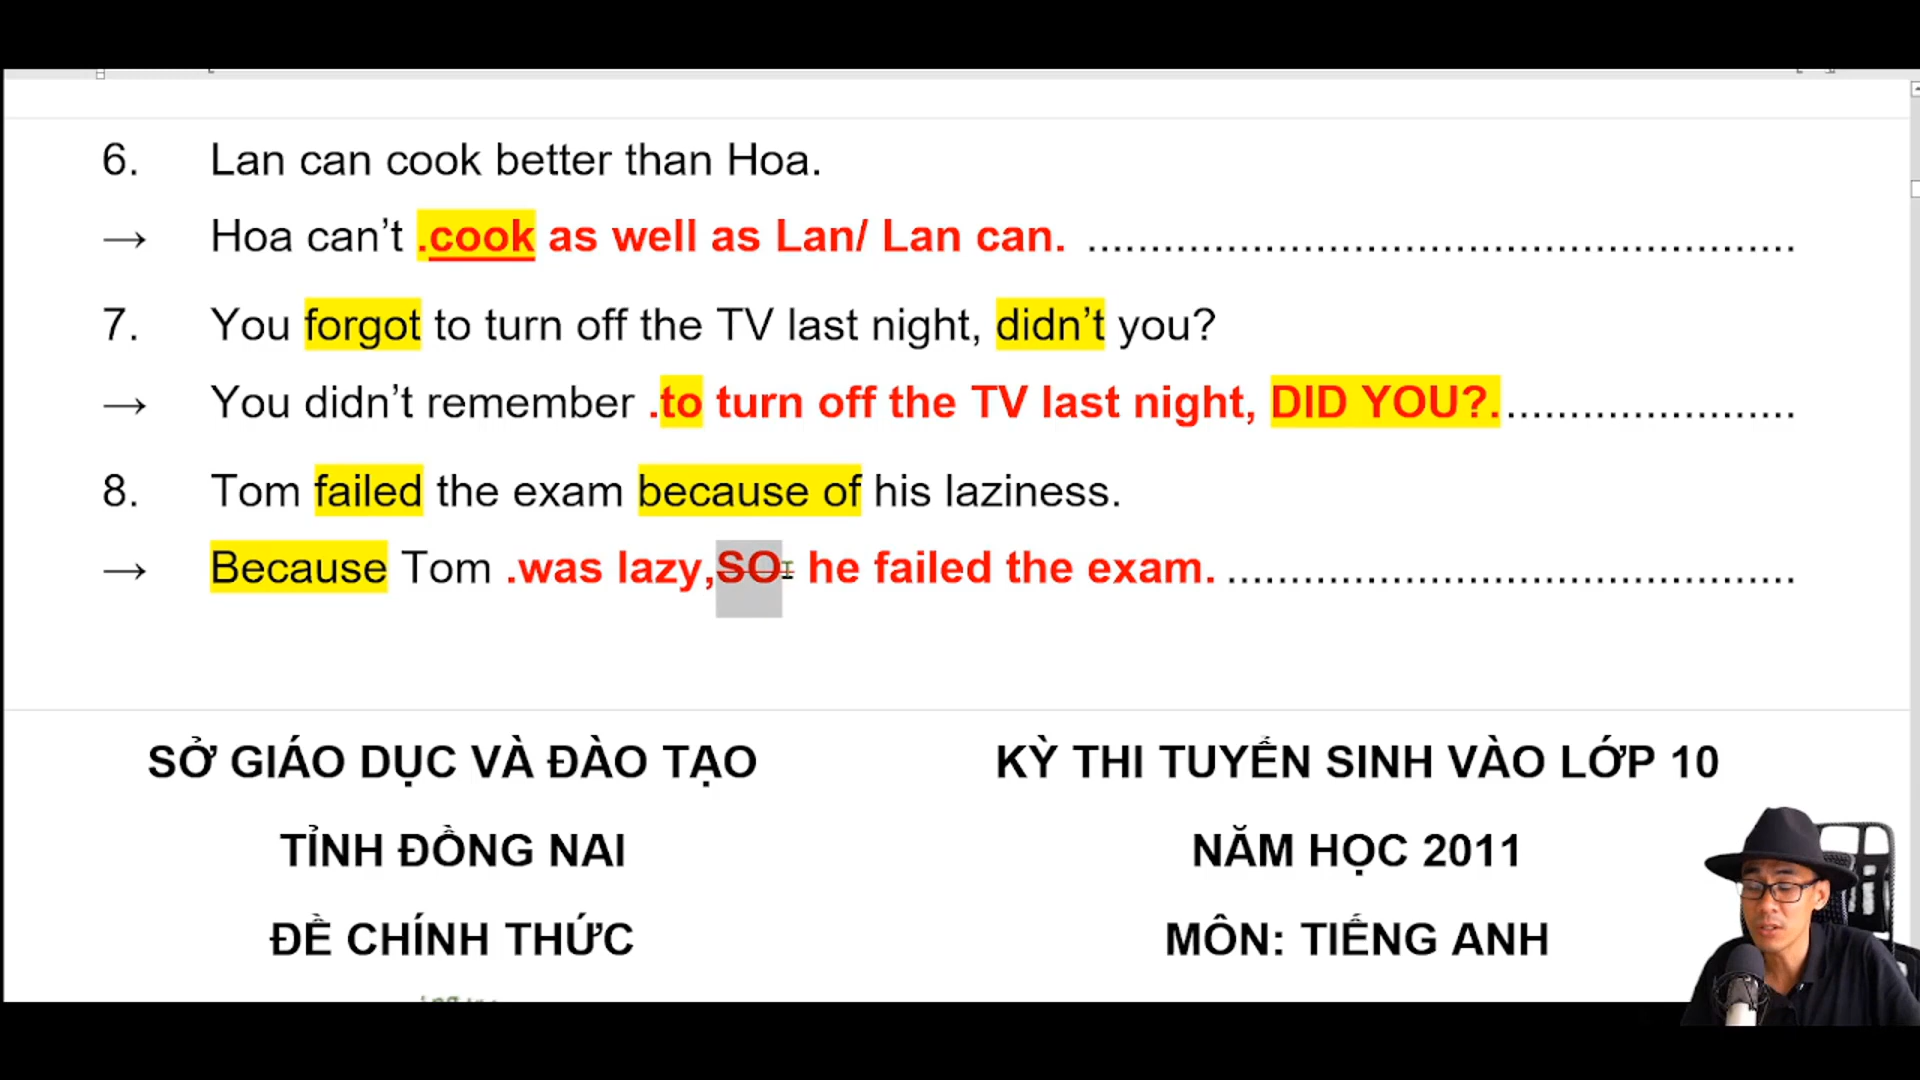 6. Lan can cook better than Hoa.
→ Hoa can’t .cook as well as Lan/ Lan can. ........................................................
7. You forgot to turn off the TV last night, didn’t you?
→ You didn’t remember .to turn off the TV last night, DID YOU?........................
8. Tom failed the exam because of his laziness.
→ Because Tom .was lazy,SO he failed the exam. .............................................
SỞ GIÁO DỤC VÀ ĐÀO TẠO
KỲ THI TUYỂN SINH VÀO LỚP 10
TỈNH ĐỒNG NAI
NĂM HỌC 2011
ĐỀ CHÍNH THỨC
MÔN: TIẾNG ANH